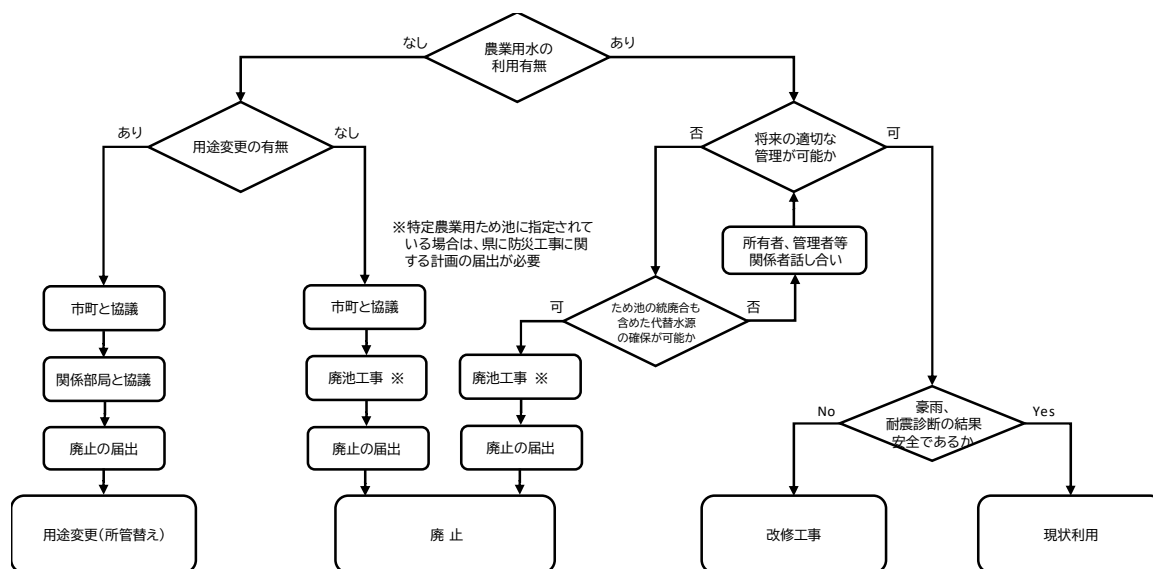 農業用水の
利用有無
なし
あり
用途変更の有無
あり
なし
将来の適切な
管理が可能か
否
可
※特定農業用ため池に指定されて
いる場合は、県に防災工事に関
する計画の届出が必要
所有者、管理者等
関係者話し合い
ため池の統廃合も
含めた代替水源
の確保が可能か
可
否
市町と協議
関係部局と協議
廃止の届出
用途変更(所管替え)
市町と協議
廃池工事 ※
廃止の届出
廃池工事 ※
廃止の届出
廃 止
豪雨、
耐震診断の結果
安全であるか
No
Yes
改修工事
現状利用